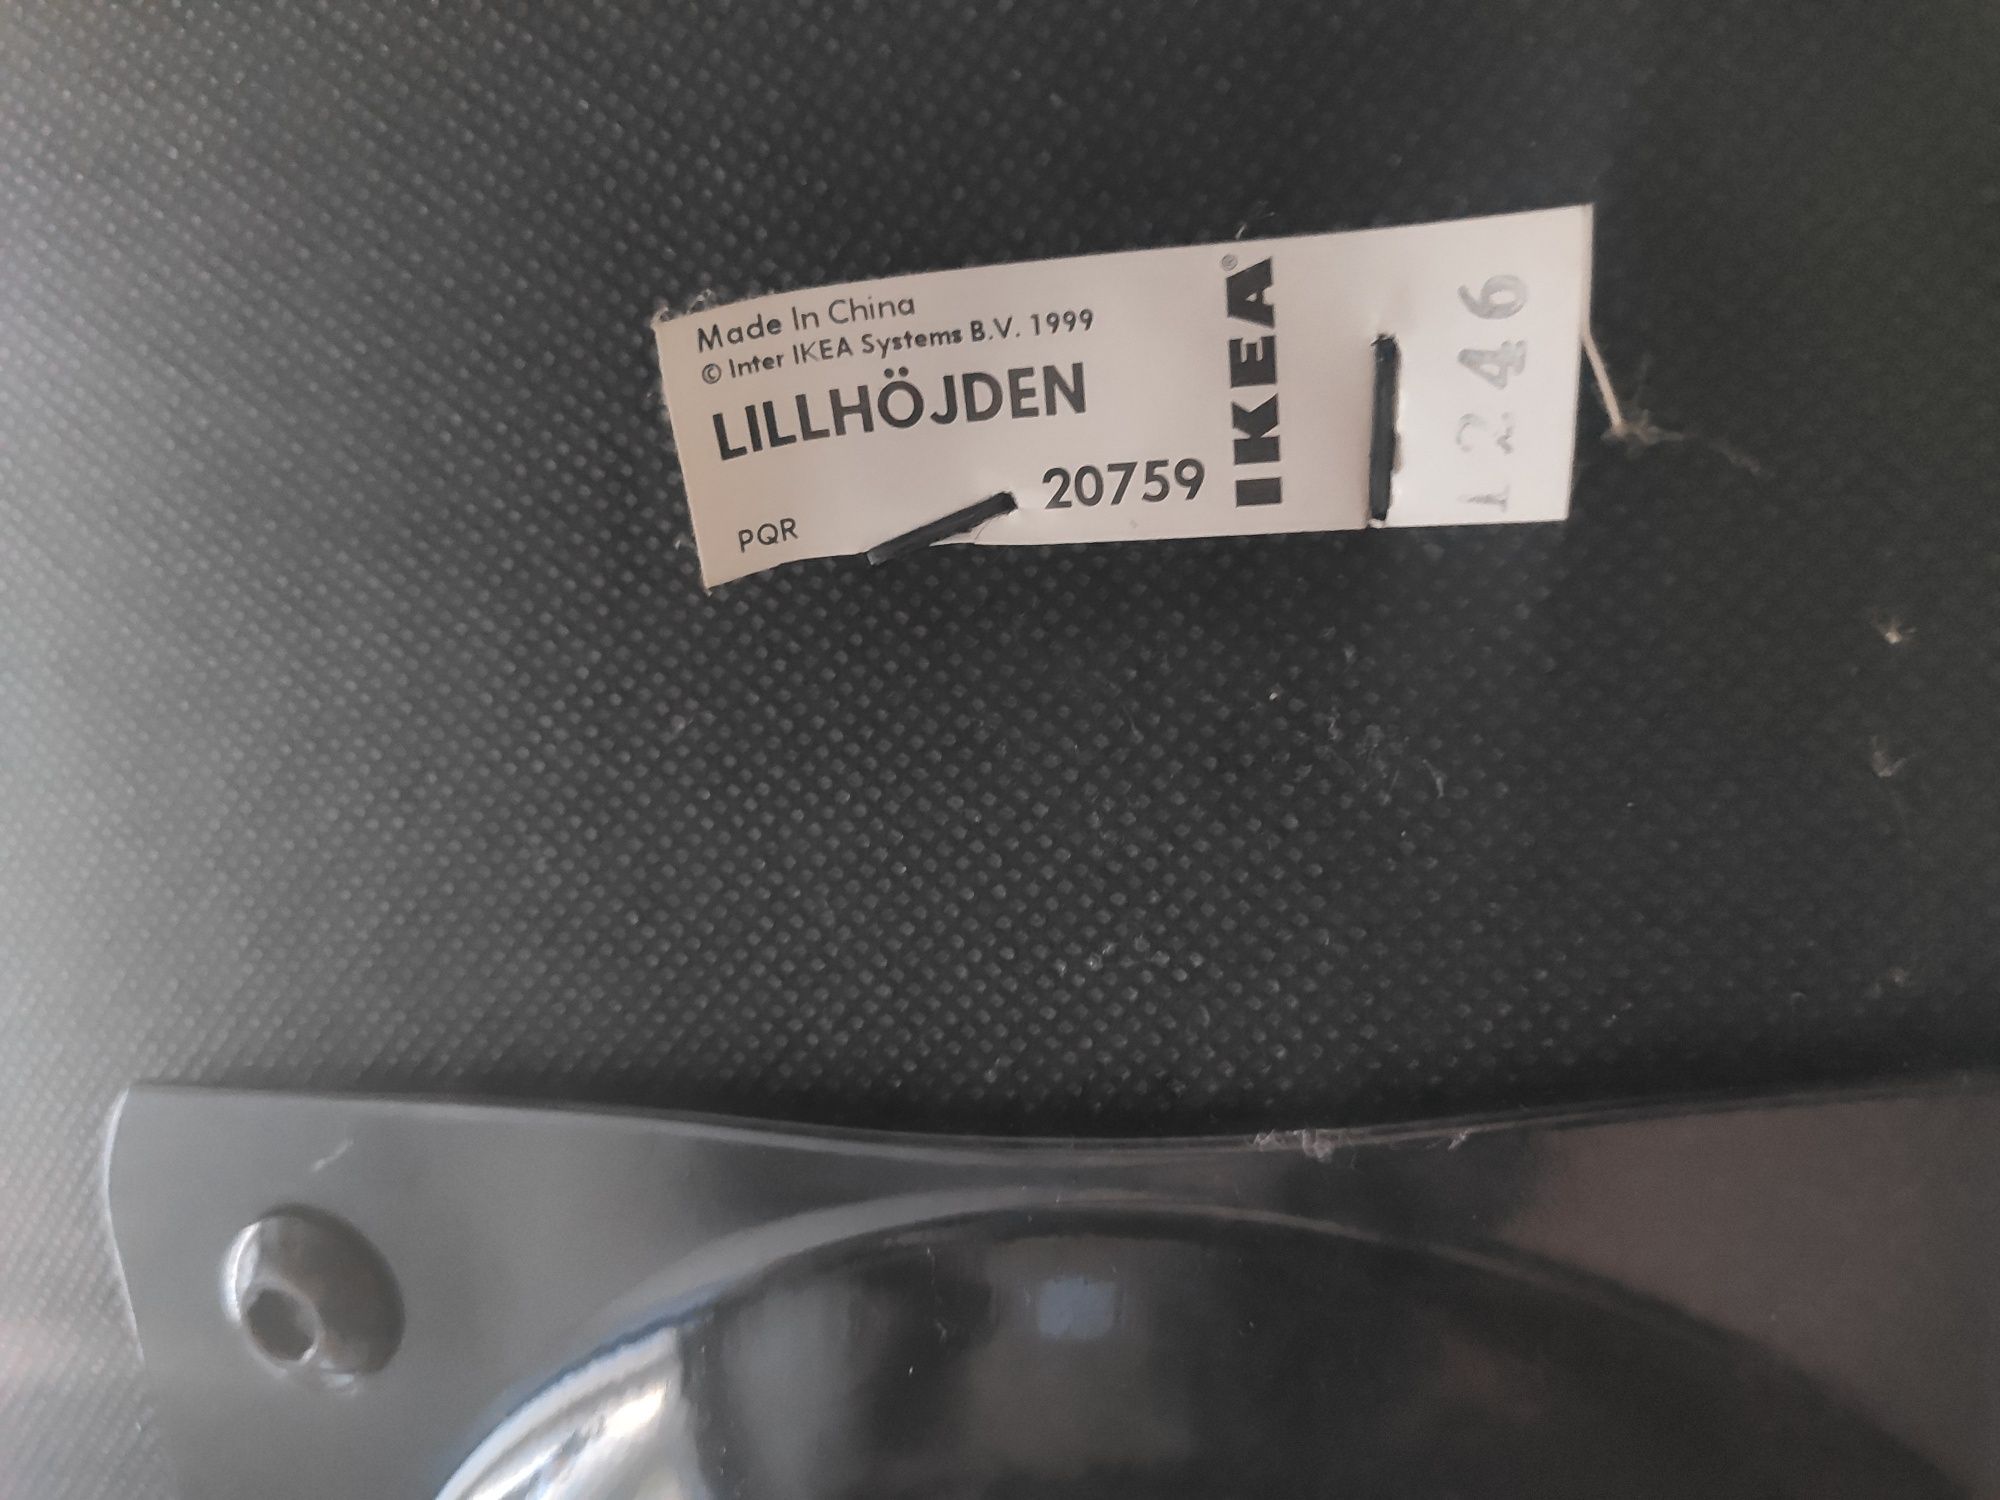 Made In China
© Inter IKEA Systems B.V. 1999
LILLHÖJDEN
20759
PQR
IKEA®
1246